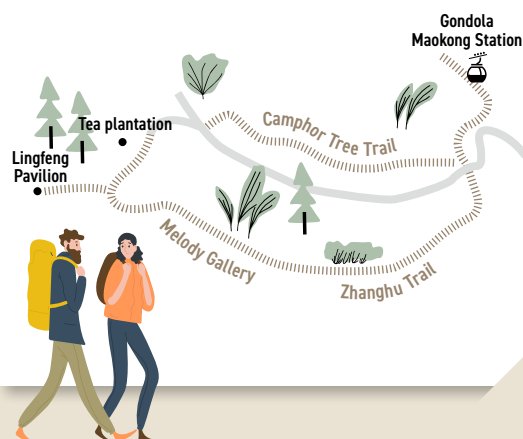 Gondola
Maokong Station
Camphor Tree Trail
Tea plantation
Lingfeng
Pavilion
Melody Gallery
Zhanghu Trail